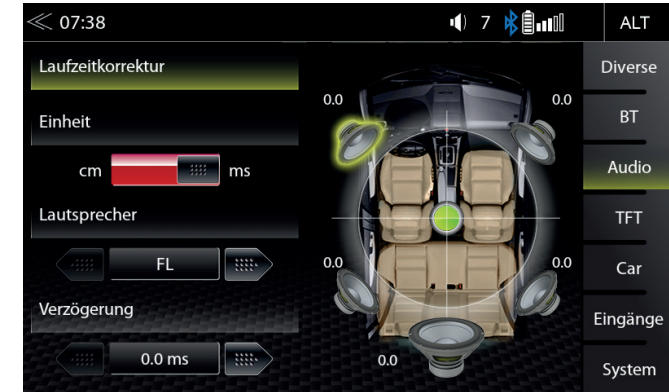 07:38
7
ALT
Laufzeitkorrektur
Einheit
cm
ms
Lautsprecher
FL
Verzögerung
0.0 ms
0.0
0.0
0.0
0.0
0.0
Diverse
BT
Audio
TFT
Car
Eingänge
System